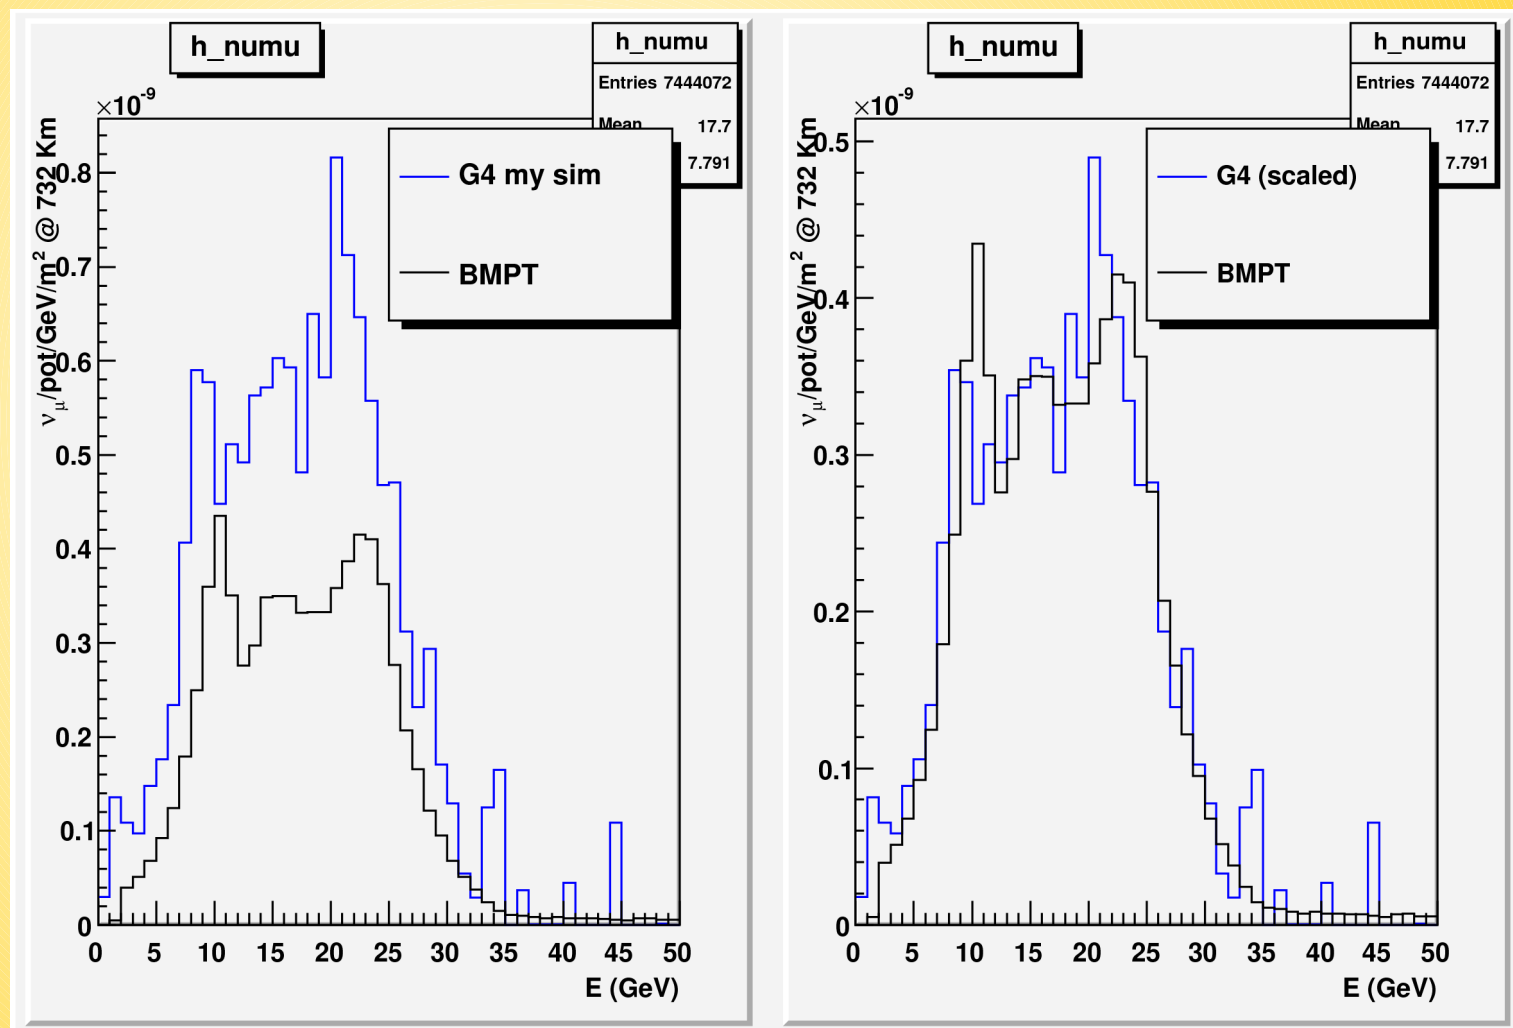 h_numu
h_numu
Entries 7444072
Mean 17.7
7.791
×10-9
ν μ/pot/GeV/m2 @ 732 Km
G4 my sim
BMPT
0.8
0.7
0.6
0.5
0.4
0.3
0.2
0.1
0
0 5 10 15 20 25 30 35 40 45 50
E (GeV)
h_numu
h_numu
Entries 7444072
Mean 17.7
7.791
×10-9
ν μ/pot/GeV/m2 @ 732 Km
G4 (scaled)
BMPT
0.5
0.4
0.3
0.2
0.1
0
0 5 10 15 20 25 30 35 40 45 50
E (GeV)